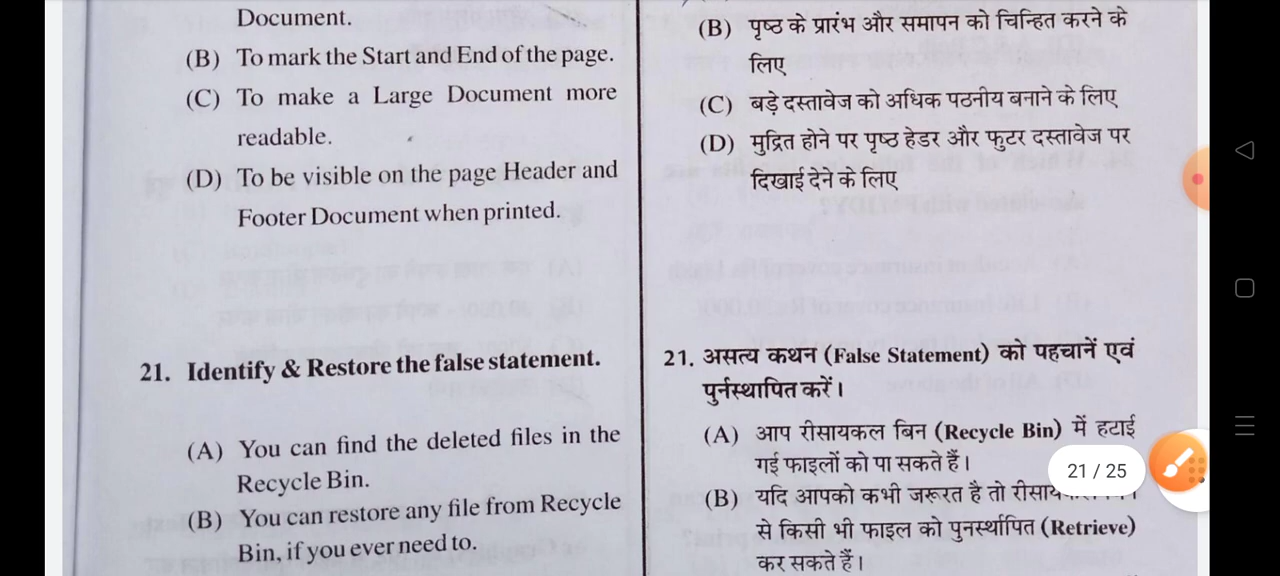 Document.
(B) To mark the Start and End of the page.
(C) To make a Large Document more
readable.
(D) To be visible on the page Header and
Footer Document when printed.
21. Identify & Restore the false statement.
(A) You can find the deleted files in the
Recycle Bin.
(B) You can restore any file from Recycle
Bin, if you ever need to.
(B) पृष्ठ के प्रारंभ और समापन को चिन्हित करने के
लिए
(C) बड़े दस्तावेज को अधिक पठनीय बनाने के लिए
(D) मुद्रित होने पर पृष्ठ हेडर और फुटर दस्तावेज पर
दिखाई देने के लिए
21. असत्य कथन (False Statement) को पहचानें एवं
पुर्नस्थापित करें।
(A) आप रीसायकल बिन (Recycle Bin) में हटाई
गई फाइलों को पा सकते हैं।
(B) यदि आपको कभी जरूरत है तो
से किसी भी फाइल को पुनर्स्थापित (Retrieve)
कर सकते हैं।
21 / 25